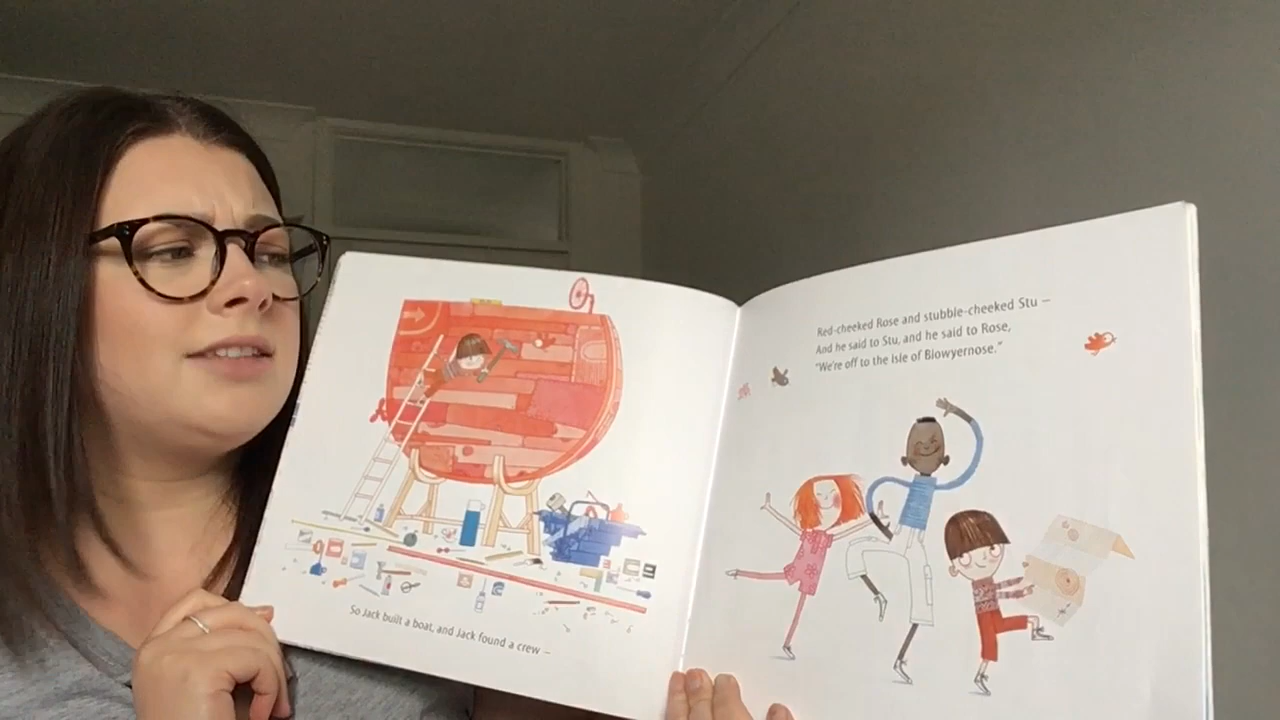 So Jack built a boat, and Jack found a crew –
Red-cheeked Rose and stubble-cheeked Stu –
And he said to Stu, and he said to Rose,
“We’re off to the Isle of Blowyernose.”